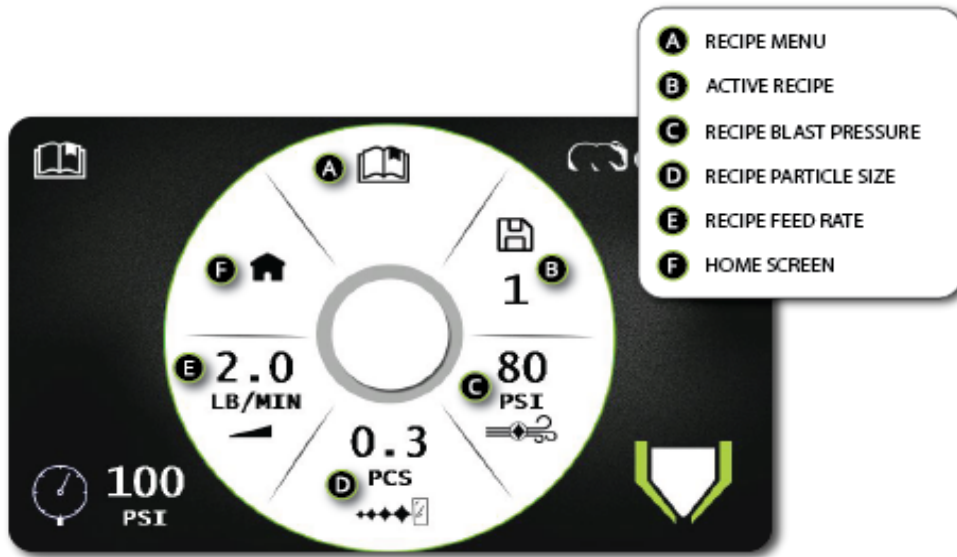 A RECIPE MENU
B ACTIVE RECIPE
C RECIPE BLAST PRESSURE
D RECIPE PARTICLE SIZE
E RECIPE FEED RATE
F HOME SCREEN
A
F
B
1
E 2.0
LB/MIN
C 80
PSI
0.3
PCS
D
100
PSI